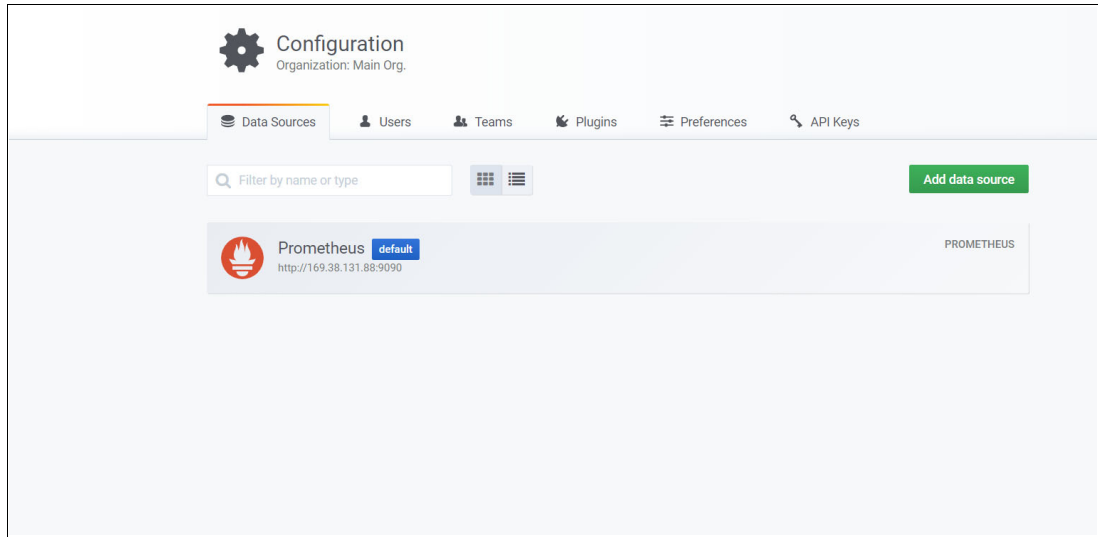 Configuration
Organization: Main Org.
Data Sources Users Teams Plugins Preferences API Keys
Filter by name or type Add data source
Prometheus default PROMETHEUS
http://169.38.131.88:9090